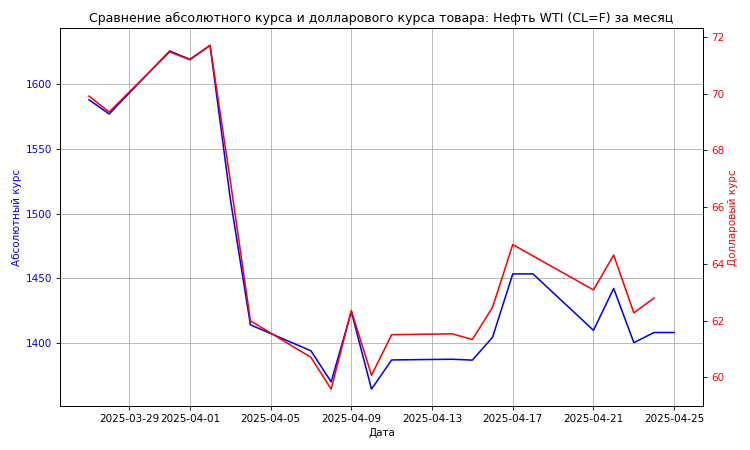 Сравнение абсолютного курса и долларового курса товара: Нефть WTI (CL=F) за месяц
Абсолютный курс
1600
1550
1500
1450
1400
72
70
68
66
64
62
60
Долларовый курс
2025-03-29 2025-04-01 2025-04-05 2025-04-09 2025-04-13 2025-04-17 2025-04-21 2025-04-25
Дата